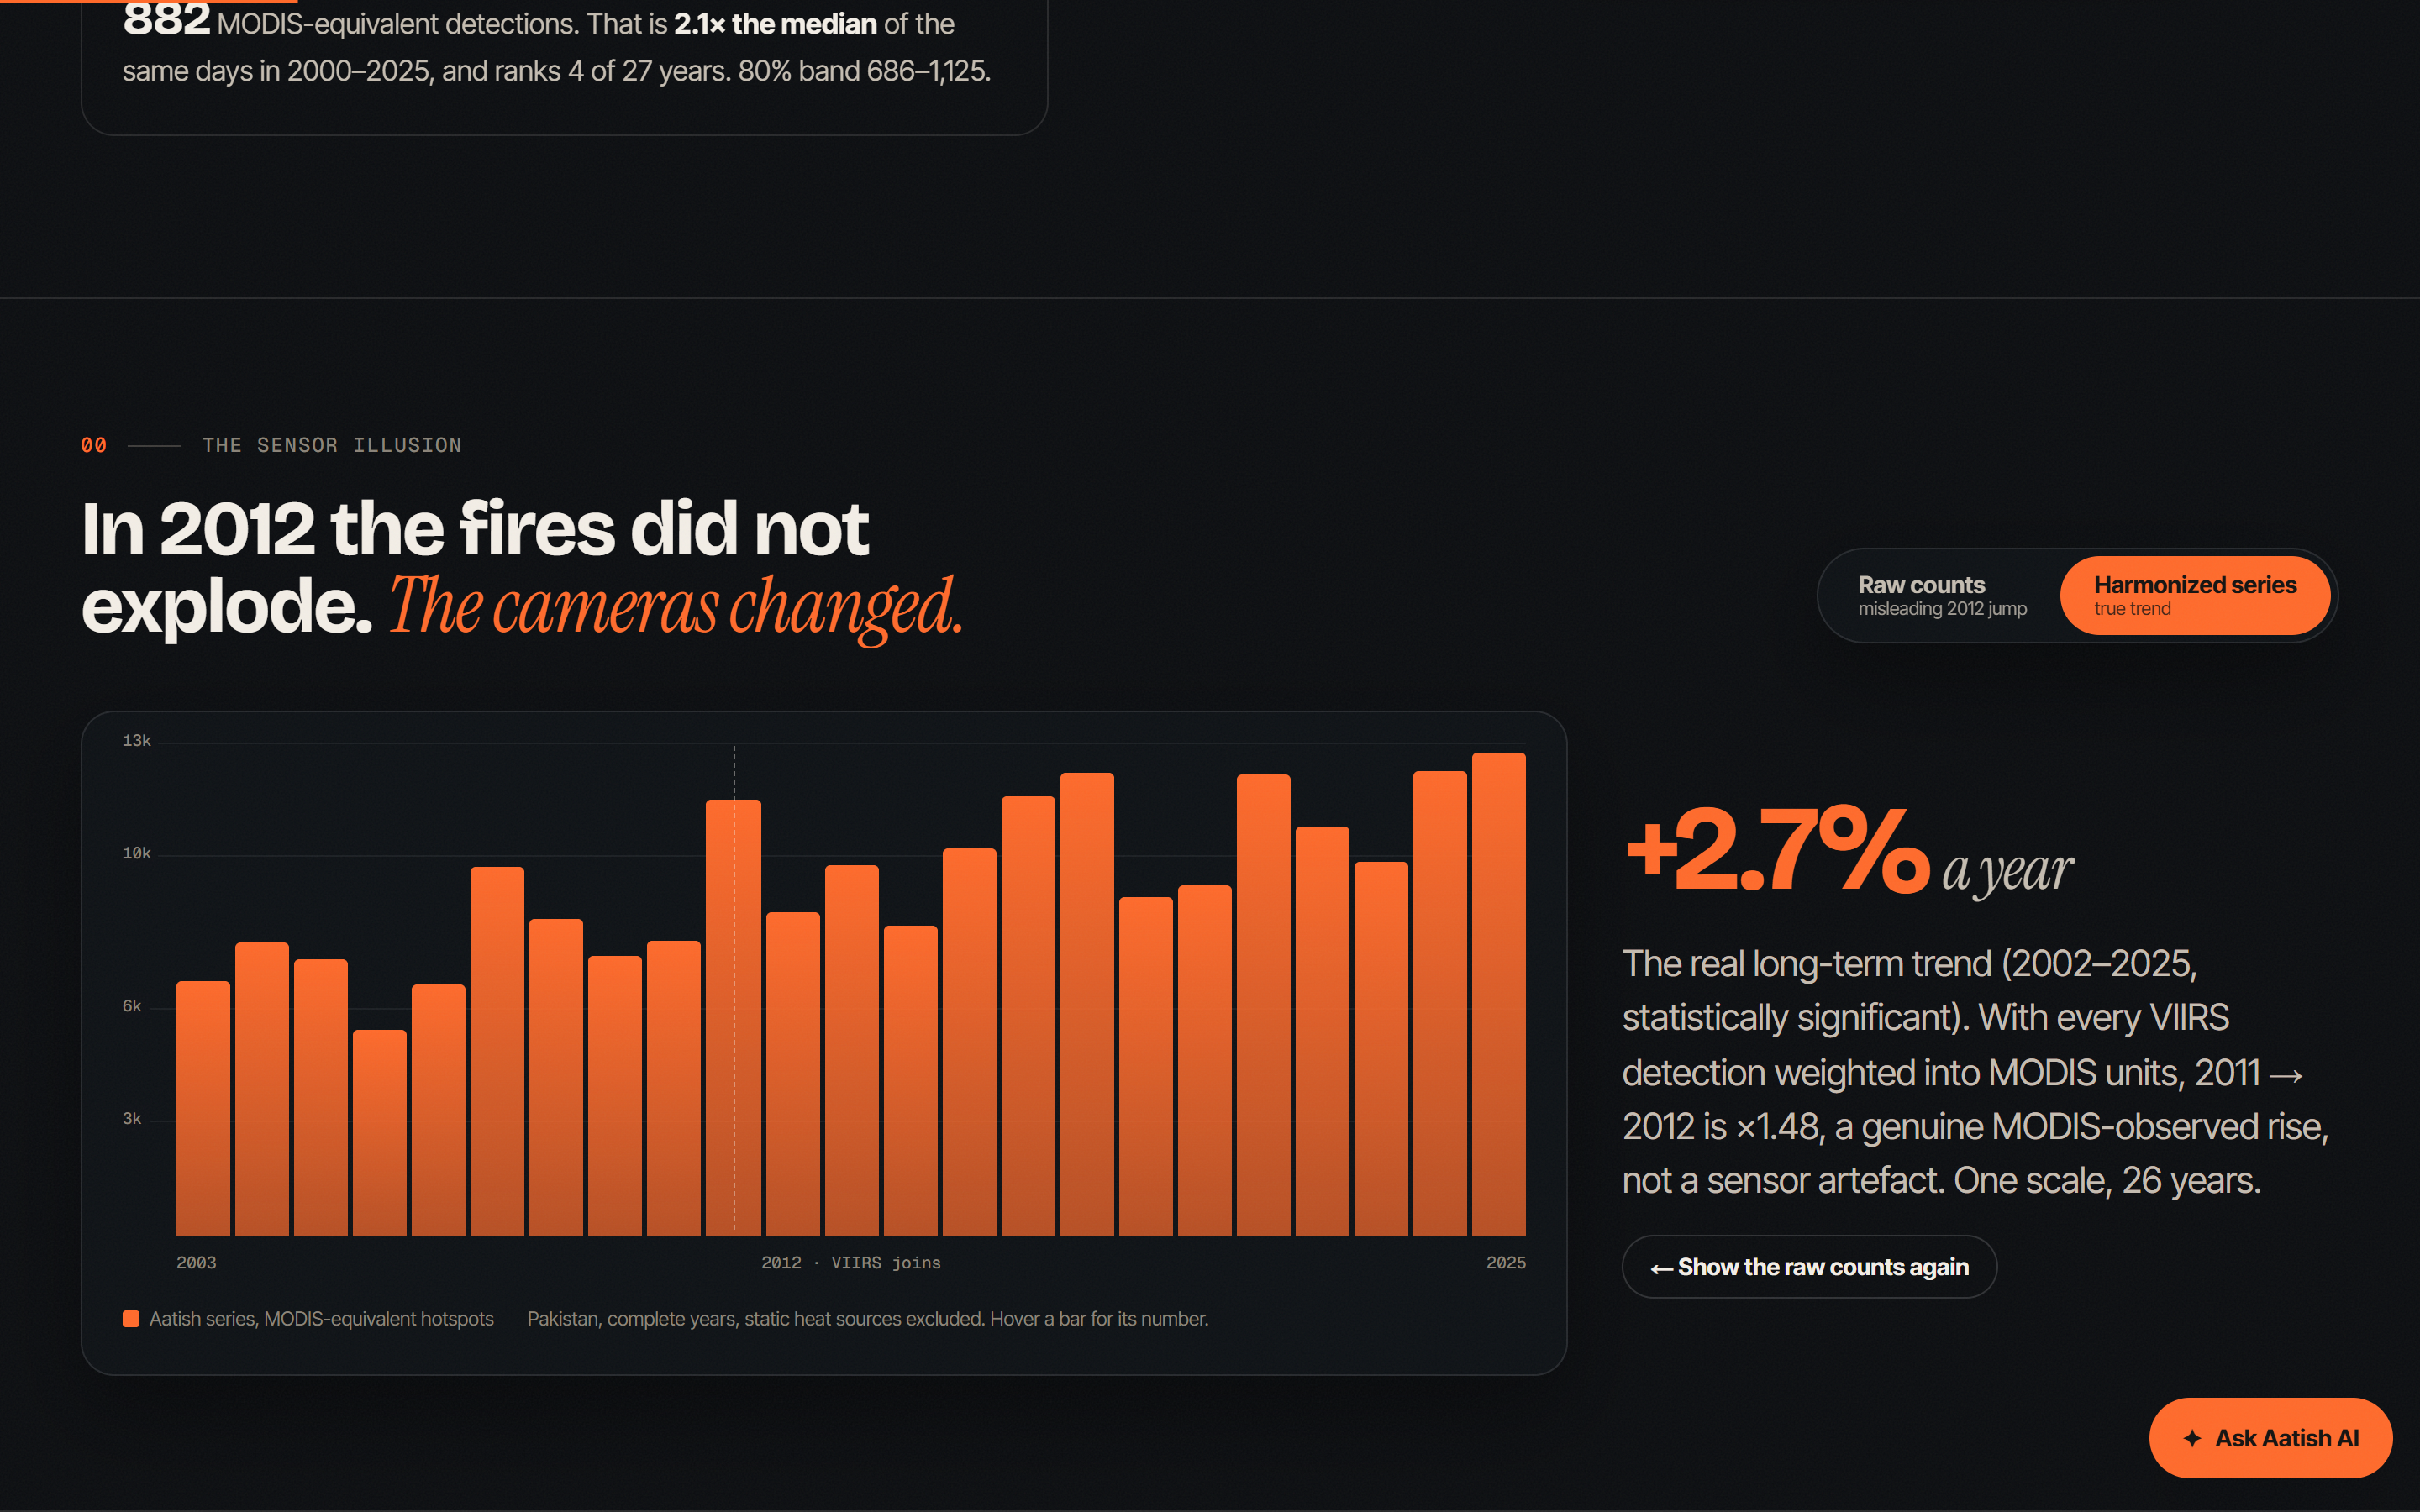 882 MODIS-equivalent detections. That is 2.1× the median of the
same days in 2000–2025, and ranks 4 of 27 years. 80% band 686–1,125.
00 THE SENSOR ILLUSION
In 2012 the fires did not
explode. The cameras changed.
Raw counts
misleading 2012 jump
Harmonized series
true trend
13k
10k
6k
3k
2003
2012 · VIIRS joins
2025
Aatish series, MODIS-equivalent hotspots
Pakistan, complete years, static heat sources excluded. Hover a bar for its number.
+2.7% a year
The real long-term trend (2002–2025,
statistically significant). With every VIIRS
detection weighted into MODIS units, 2011 →
2012 is ×1.48, a genuine MODIS-observed rise,
not a sensor artefact. One scale, 26 years.
← Show the raw counts again
✦ Ask Aatish AI